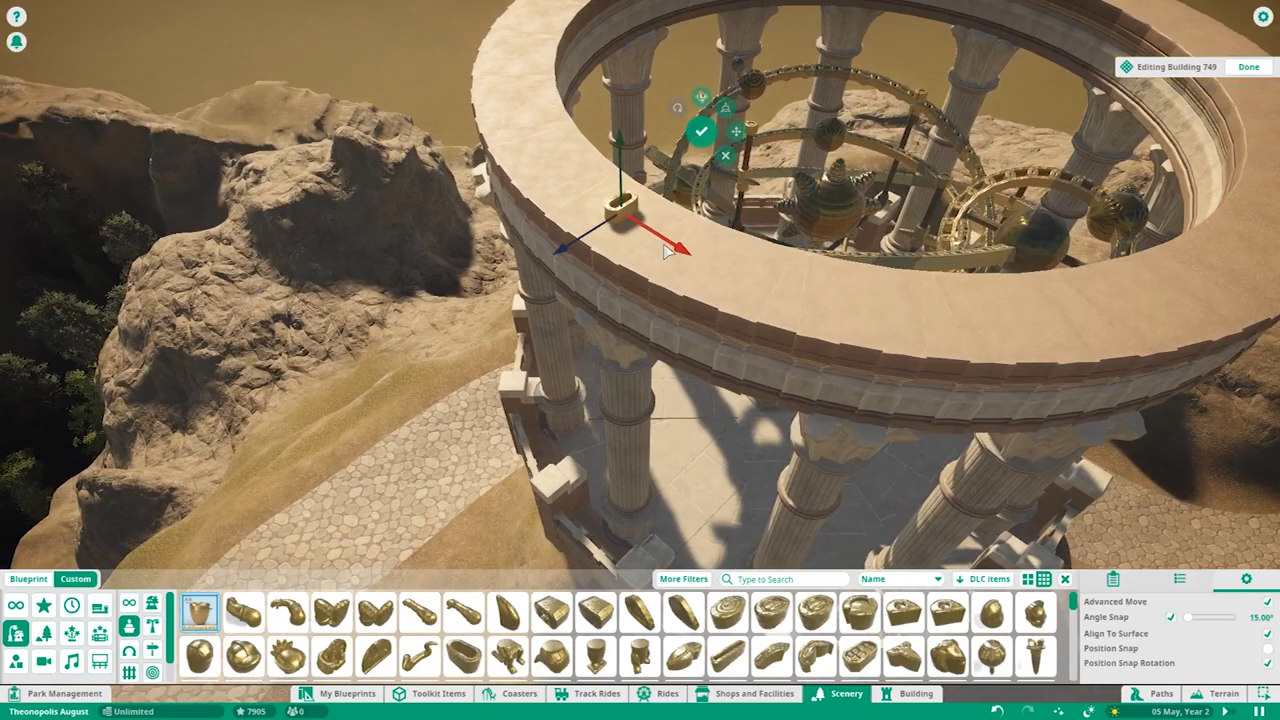 ?
Editing Building 749 Done
Blueprint Custom More Filters Type to Search Name DLC items
Advanced Move
Angle Snap 15.00°
Align To Surface
Position Snap
Position Snap Rotation
Park Management My Blueprints Toolkit Items Coasters Track Rides Rides Shops and Facilities Scenery Building Paths Terrain
Theonopolis August Unlimited 7905 0 05 May, Year 2